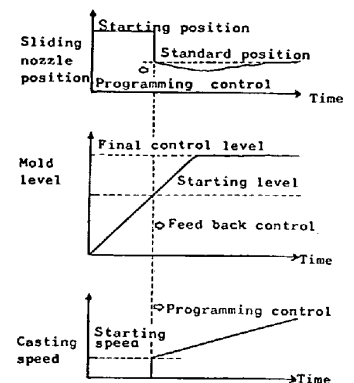 Starting position
Sliding
nozzle
position
Standard position
Programming control
Time
Final control level
Mold
level
Starting level
Feed back control
Time
Programming control
Starting
speed
Casting
speed
Time